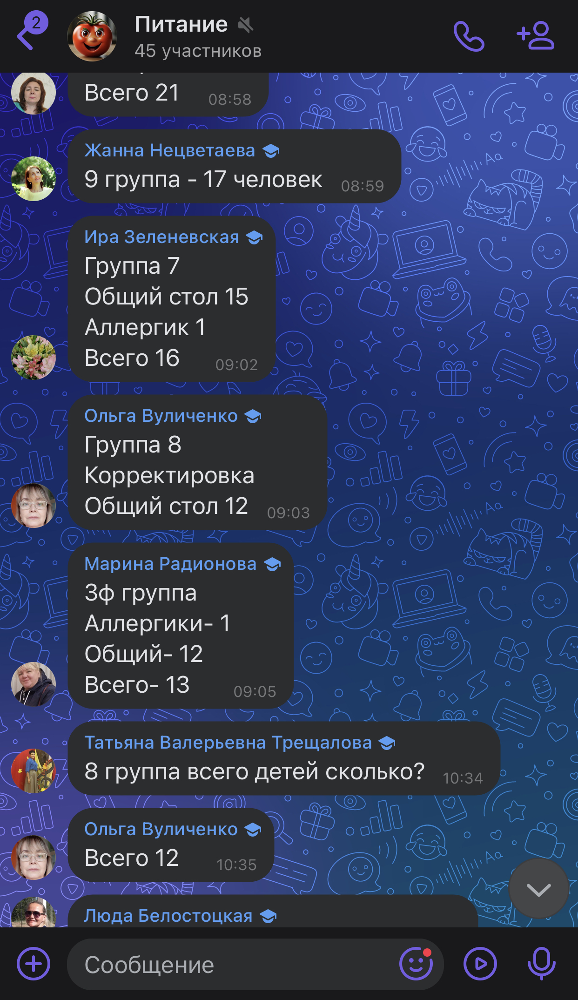 2
Питание
45 участников
Всего 21 08:58
Жанна Нецветаева
9 группа - 17 человек 08:59
Ира Зеленевская
Группа 7
Общий стол 15
Аллергик 1
Всего 16 09:02
Ольга Вуличенко
Группа 8
Корректировка
Общий стол 12 09:03
Марина Радионова
3ф группа
Аллергики- 1
Общий- 12
Всего- 13 09:05
Татьяна Валерьевна Трещалова
8 группа всего детей сколько? 10:34
Ольга Вуличенко
Всего 12 10:35
Люда Белостоцкая
Сообщение